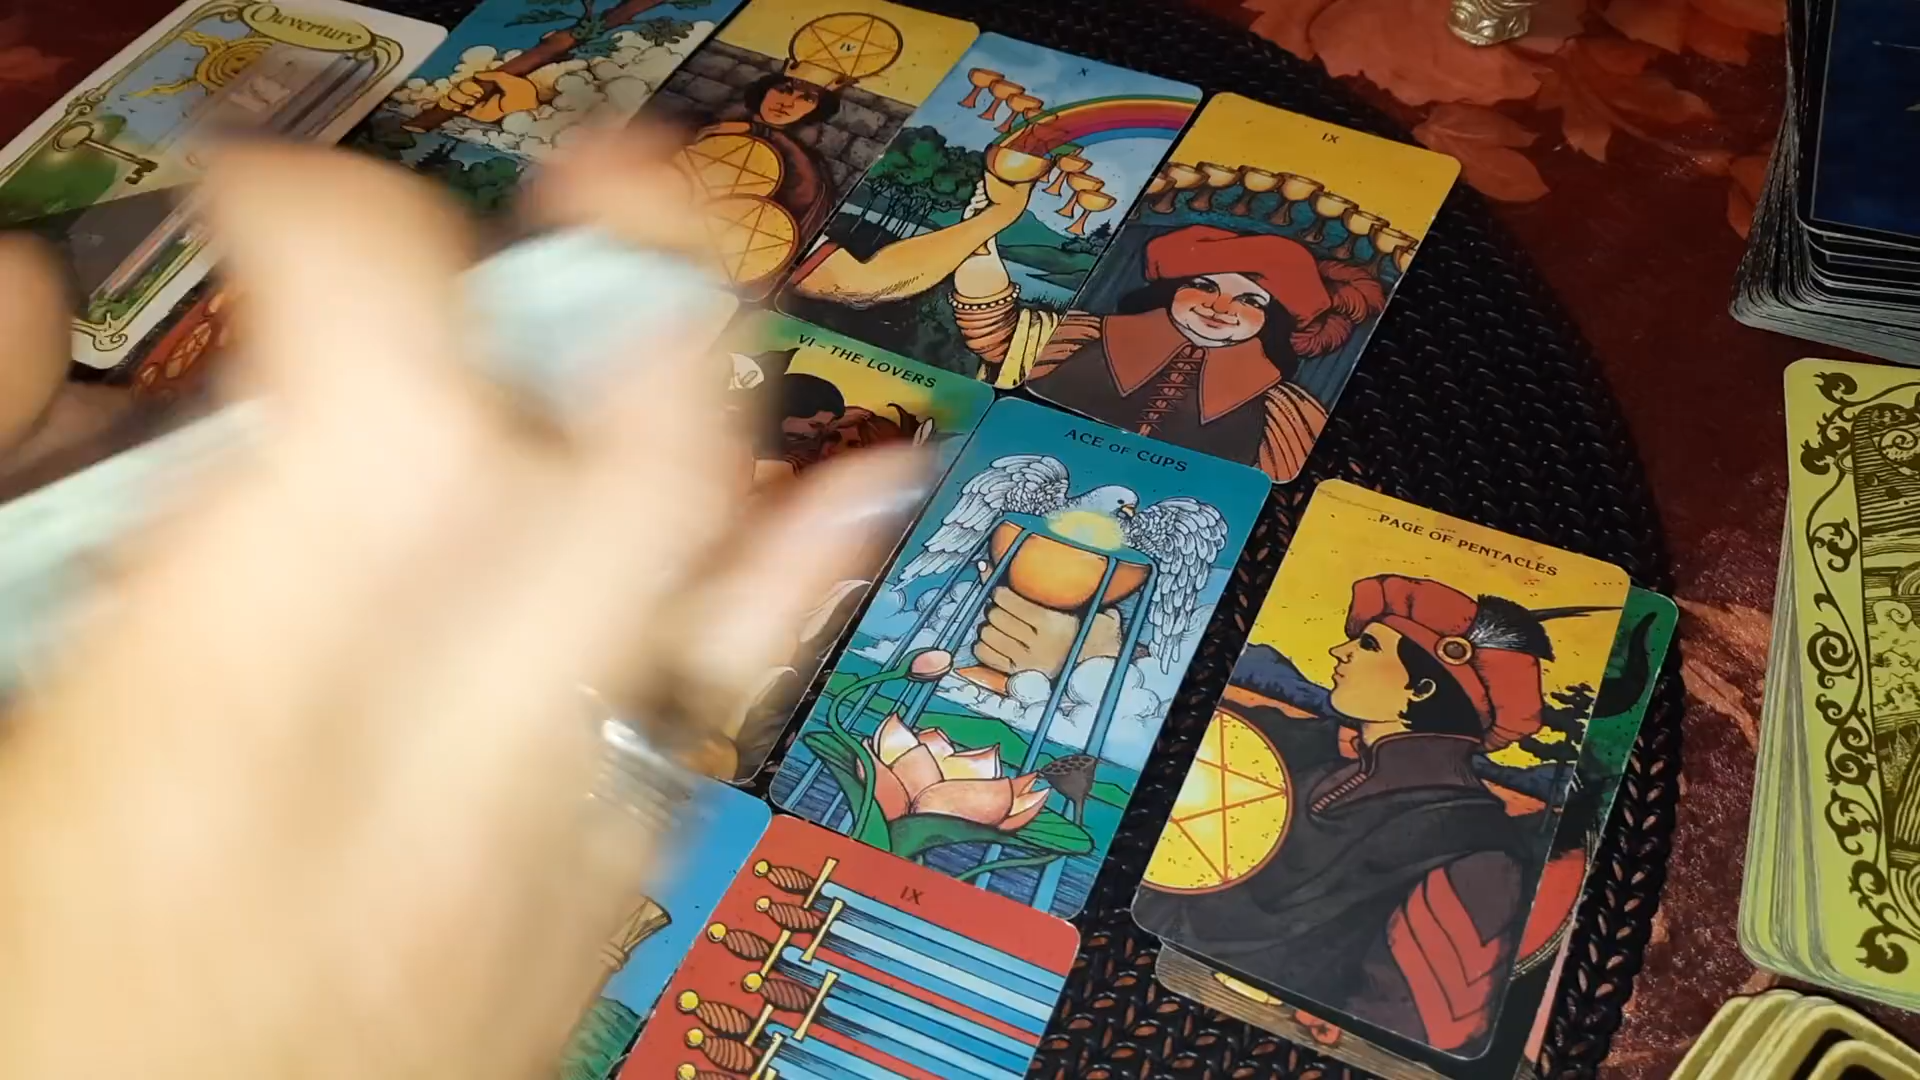 Ouverture
IV
X
IX
VI - THE LOVERS
ACE OF CUPS
PAGE OF PENTACLES
IX